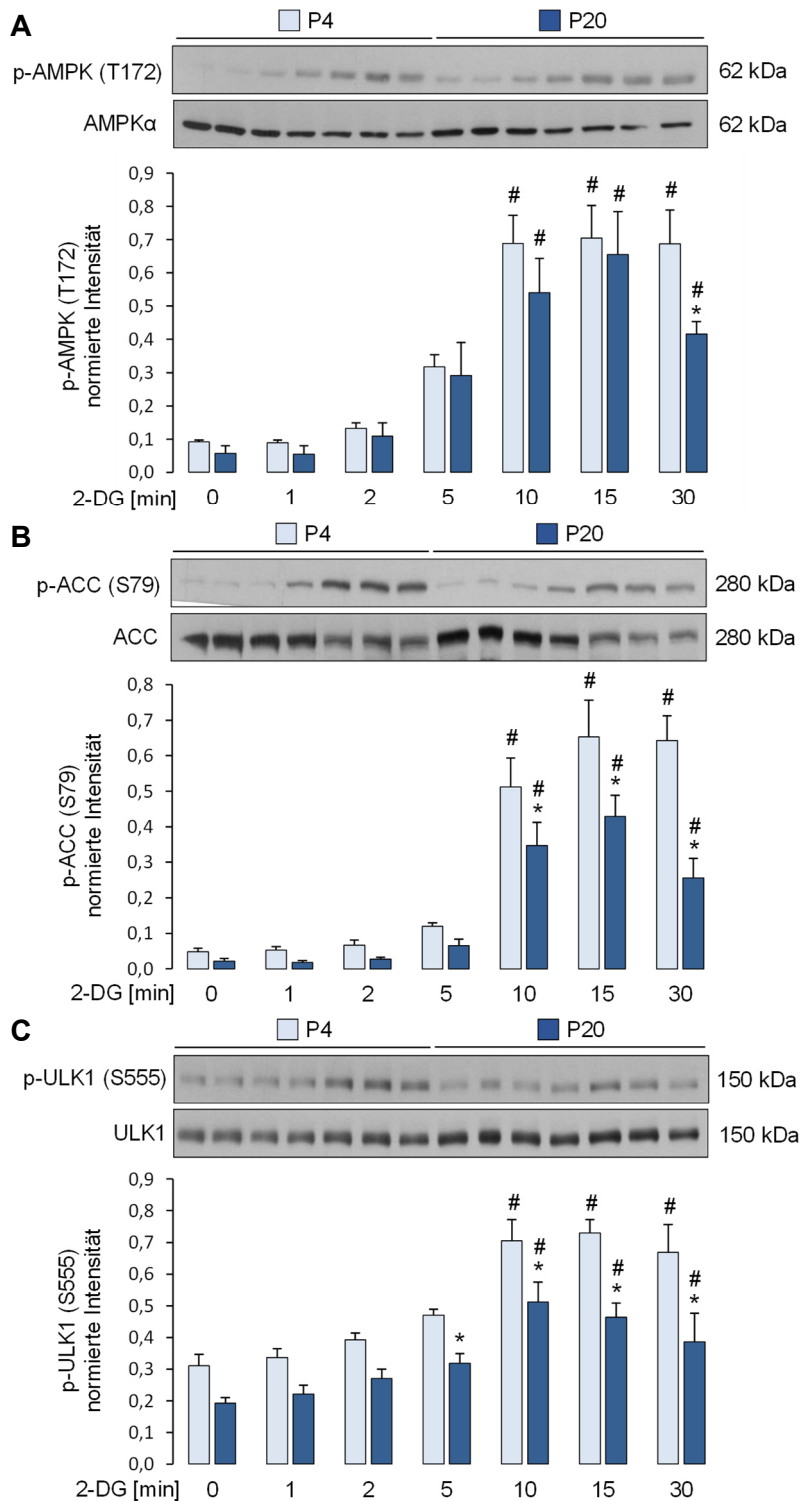 A
P4 P20
p-AMPK (T172) 62 kDa
AMPKα 62 kDa
p-AMPK (T172)
normierte Intensität
0,9
0,8
0,7
0,6
0,5
0,4
0,3
0,2
0,1
0,0
# # # # # # *
2-DG [min] 0 1 2 5 10 15 30
B
P4 P20
p-ACC (S79) 280 kDa
ACC 280 kDa
p-ACC (S79)
normierte Intensität
0,8
0,7
0,6
0,5
0,4
0,3
0,2
0,1
0,0
# # * # # * # # *
2-DG [min] 0 1 2 5 10 15 30
C
P4 P20
p-ULK1 (S555) 150 kDa
ULK1 150 kDa
p-ULK1 (S555)
normierte Intensität
0,9
0,8
0,7
0,6
0,5
0,4
0,3
0,2
0,1
0,0
* # # * # # * # # *
2-DG [min] 0 1 2 5 10 15 30